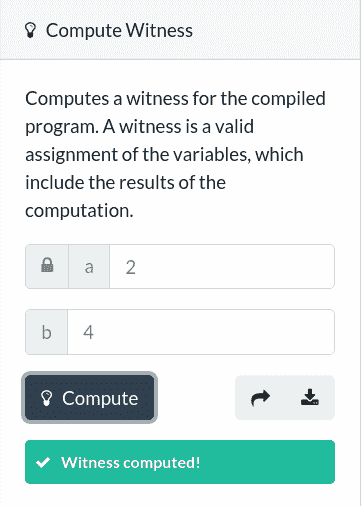 Compute Witness
Computes a witness for the compiled
program. A witness is a valid
assignment of the variables, which
include the results of the
computation.
a 2
b 4
Compute
Witness computed!